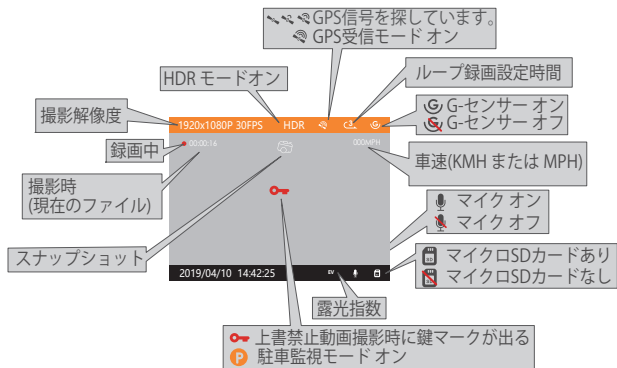 GPS信号を探しています。
GPS受信モード オン
HDR モードオン
ループ録画設定時間
撮影解像度
G-センサー オン
G-センサー オフ
1920x1080P 30FPS HDR
録画中
00:00:16
000MPH
車速(KMH または MPH)
撮影時
(現在のファイル)
マイク オン
マイク オフ
スナップショット
マイクロSDカードあり
マイクロSDカードなし
2019/04/10 14:42:25 EV
露光指数
上書禁止動画撮影時に鍵マークが出る
P 駐車監視モード オン